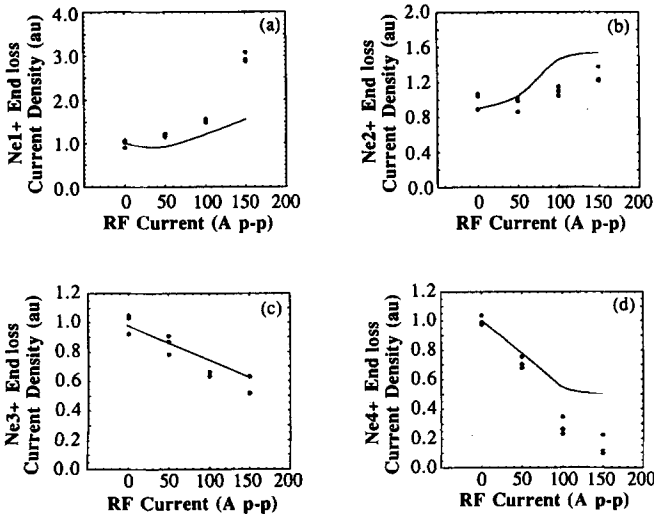 (a)
Ne1+ End loss
Current Density (au)
4.0
3.0
2.0
1.0
0.0
0 50 100 150 200
RF Current (A p-p)
(b)
Ne2+ End loss
Current Density (au)
2.0
1.6
1.2
0.8
0.4
0.0
0 50 100 150 200
RF Current (A p-p)
(c)
Ne3+ End loss
Current Density (au)
1.2
1.0
0.8
0.6
0.4
0.2
0.0
0 50 100 150 200
RF Current (A p-p)
(d)
Ne4+ End loss
Current Density (au)
1.2
1.0
0.8
0.6
0.4
0.2
0.0
0 50 100 150 200
RF Current (A p-p)